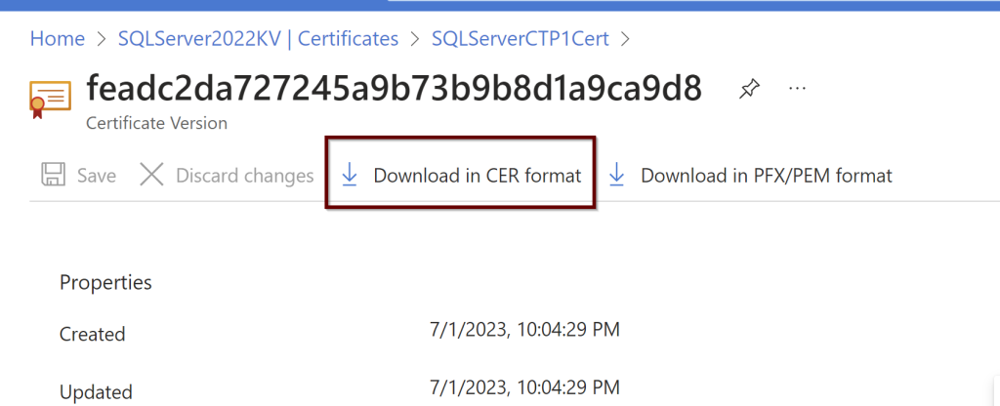 Home > SQLServer2022KV | Certificates > SQLServerCTP1Cert >
feadc2da727245a9b73b9b8d1a9ca9d8 ...
Certificate Version
Save Discard changes Download in CER format Download in PFX/PEM format
Properties
Created 7/1/2023, 10:04:29 PM
Updated 7/1/2023, 10:04:29 PM